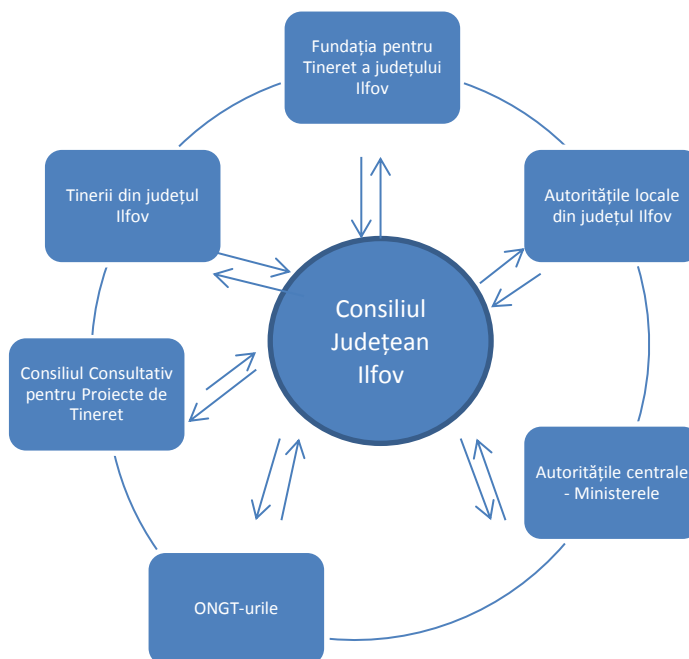 Fundația pentru
Tineret a județului
Ilfov
Tinerii din județul
Ilfov
Autoritățile locale
din județul Ilfov
Consiliul
Județean
Ilfov
Consiliul Consultativ
pentru Proiecte de
Tineret
Autoritățile centrale
- Ministerele
ONGT-urile